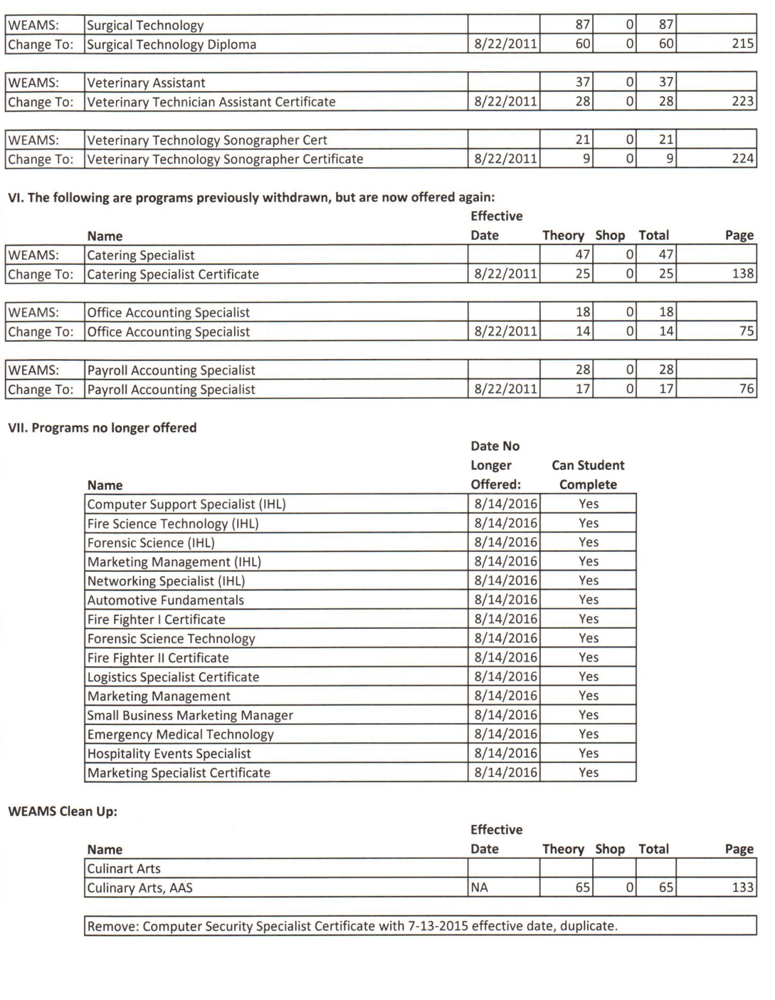 WEAMS: Surgical Technology 87 0 87
Change To: Surgical Technology Diploma 8/22/2011 60 0 60 215
WEAMS: Veterinary Assistant 37 0 37
Change To: Veterinary Technician Assistant Certificate 8/22/2011 28 0 28 223
WEAMS: Veterinary Technology Sonographer Cert 21 0 21
Change To: Veterinary Technology Sonographer Certificate 8/22/2011 9 0 9 224
VI. The following are programs previously withdrawn, but are now offered again:
Effective
Name Date Theory Shop Total Page
WEAMS: Catering Specialist 47 0 47
Change To: Catering Specialist Certificate 8/22/2011 25 0 25 138
WEAMS: Office Accounting Specialist 18 0 18
Change To: Office Accounting Specialist 8/22/2011 14 0 14 75
WEAMS: Payroll Accounting Specialist 28 0 28
Change To: Payroll Accounting Specialist 8/22/2011 17 0 17 76
VII. Programs no longer offered
Date No
Longer Can Student
Name Offered: Complete
Computer Support Specialist (IHL) 8/14/2016 Yes
Fire Science Technology (IHL) 8/14/2016 Yes
Forensic Science (IHL) 8/14/2016 Yes
Marketing Management (IHL) 8/14/2016 Yes
Networking Specialist (IHL) 8/14/2016 Yes
Automotive Fundamentals 8/14/2016 Yes
Fire Fighter I Certificate 8/14/2016 Yes
Forensic Science Technology 8/14/2016 Yes
Fire Fighter II Certificate 8/14/2016 Yes
Logistics Specialist Certificate 8/14/2016 Yes
Marketing Management 8/14/2016 Yes
Small Business Marketing Manager 8/14/2016 Yes
Emergency Medical Technology 8/14/2016 Yes
Hospitality Events Specialist 8/14/2016 Yes
Marketing Specialist Certificate 8/14/2016 Yes
WEAMS Clean Up:
Effective
Name Date Theory Shop Total Page
Culinart Arts
Culinary Arts, AAS NA 65 0 65 133
Remove: Computer Security Specialist Certificate with 7-13-2015 effective date, duplicate.